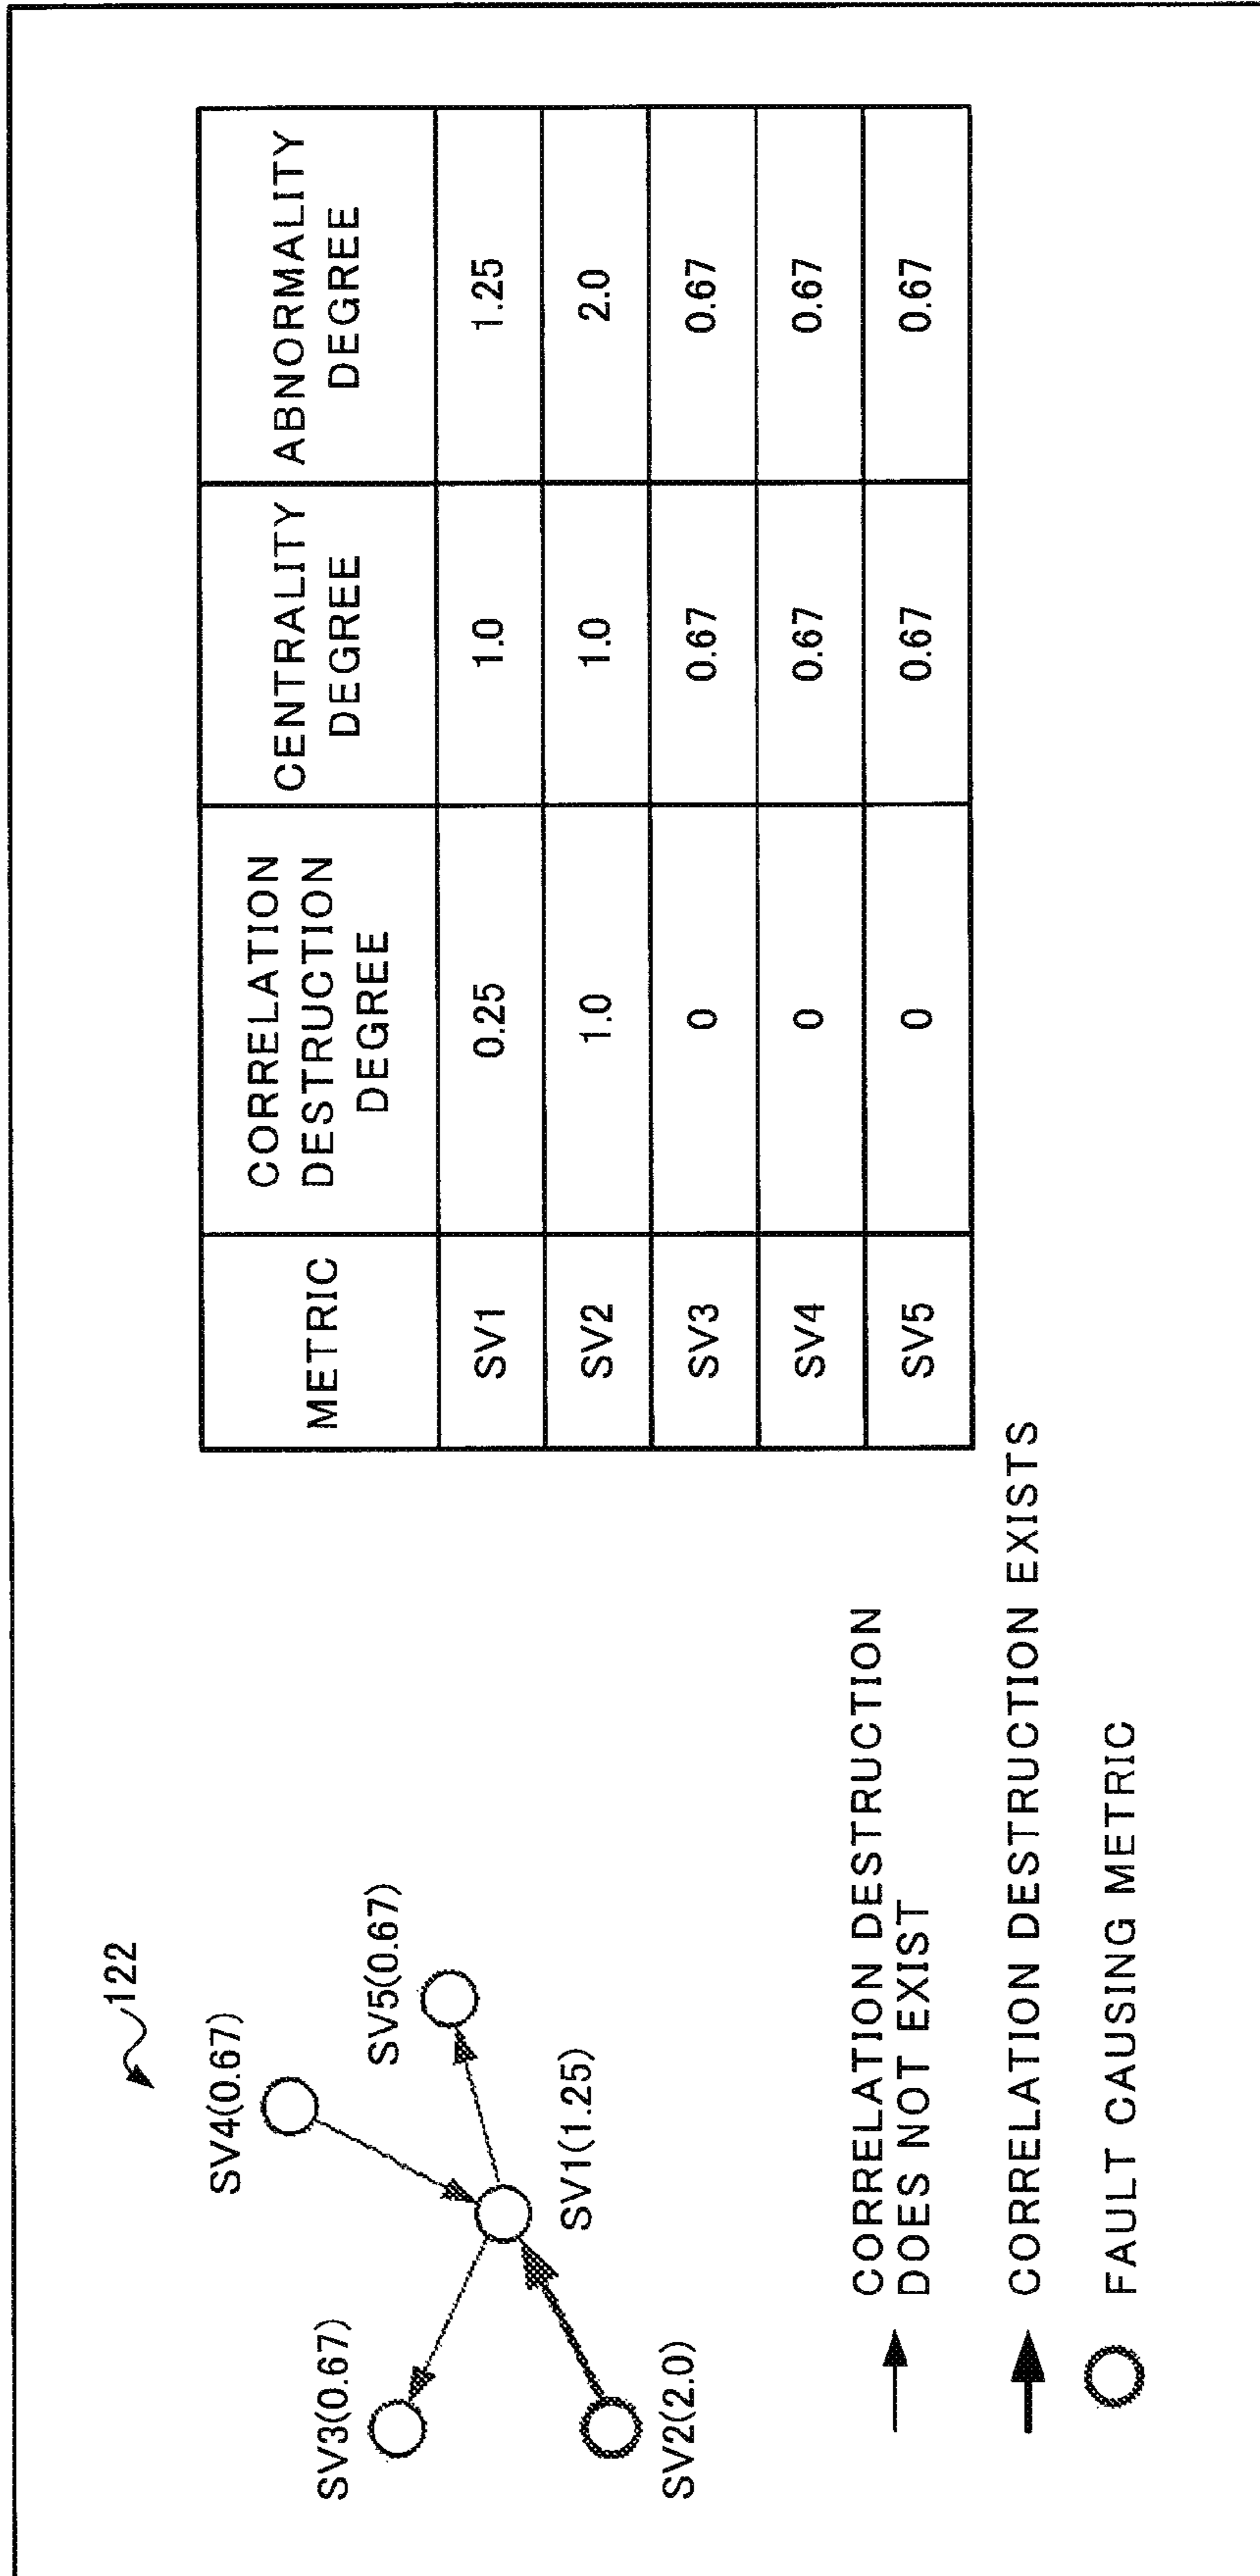 122
SV4(0.67)
SV3(0.67)
SV5(0.67)
SV1(1.25)
SV2(2.0)
CORRELATION DESTRUCTION
DOES NOT EXIST
CORRELATION DESTRUCTION EXISTS
FAULT CAUSING METRIC
METRIC CORRELATION DESTRUCTION DEGREE CENTRALITY DEGREE ABNORMALITY DEGREE
SV1 0.25 1.0 1.25
SV2 1.0 1.0 2.0
SV3 0 0.67 0.67
SV4 0 0.67 0.67
SV5 0 0.67 0.67